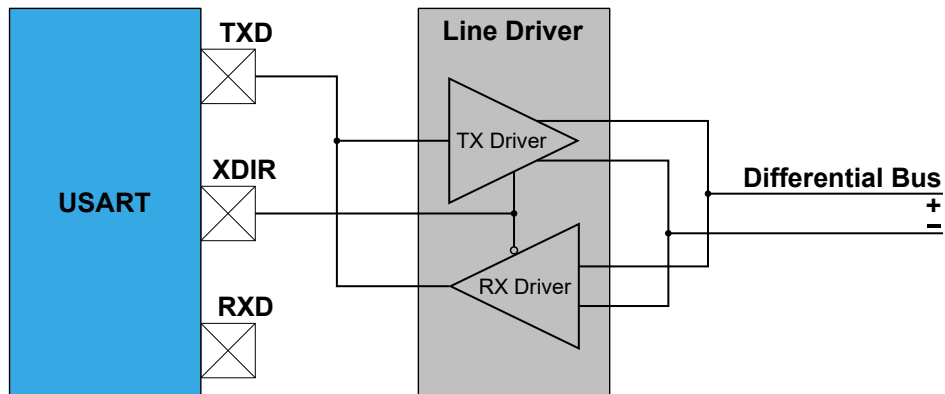 TXD
Line Driver
TX Driver
XDIR
USART
Differential Bus
+
−
RX Driver
RXD